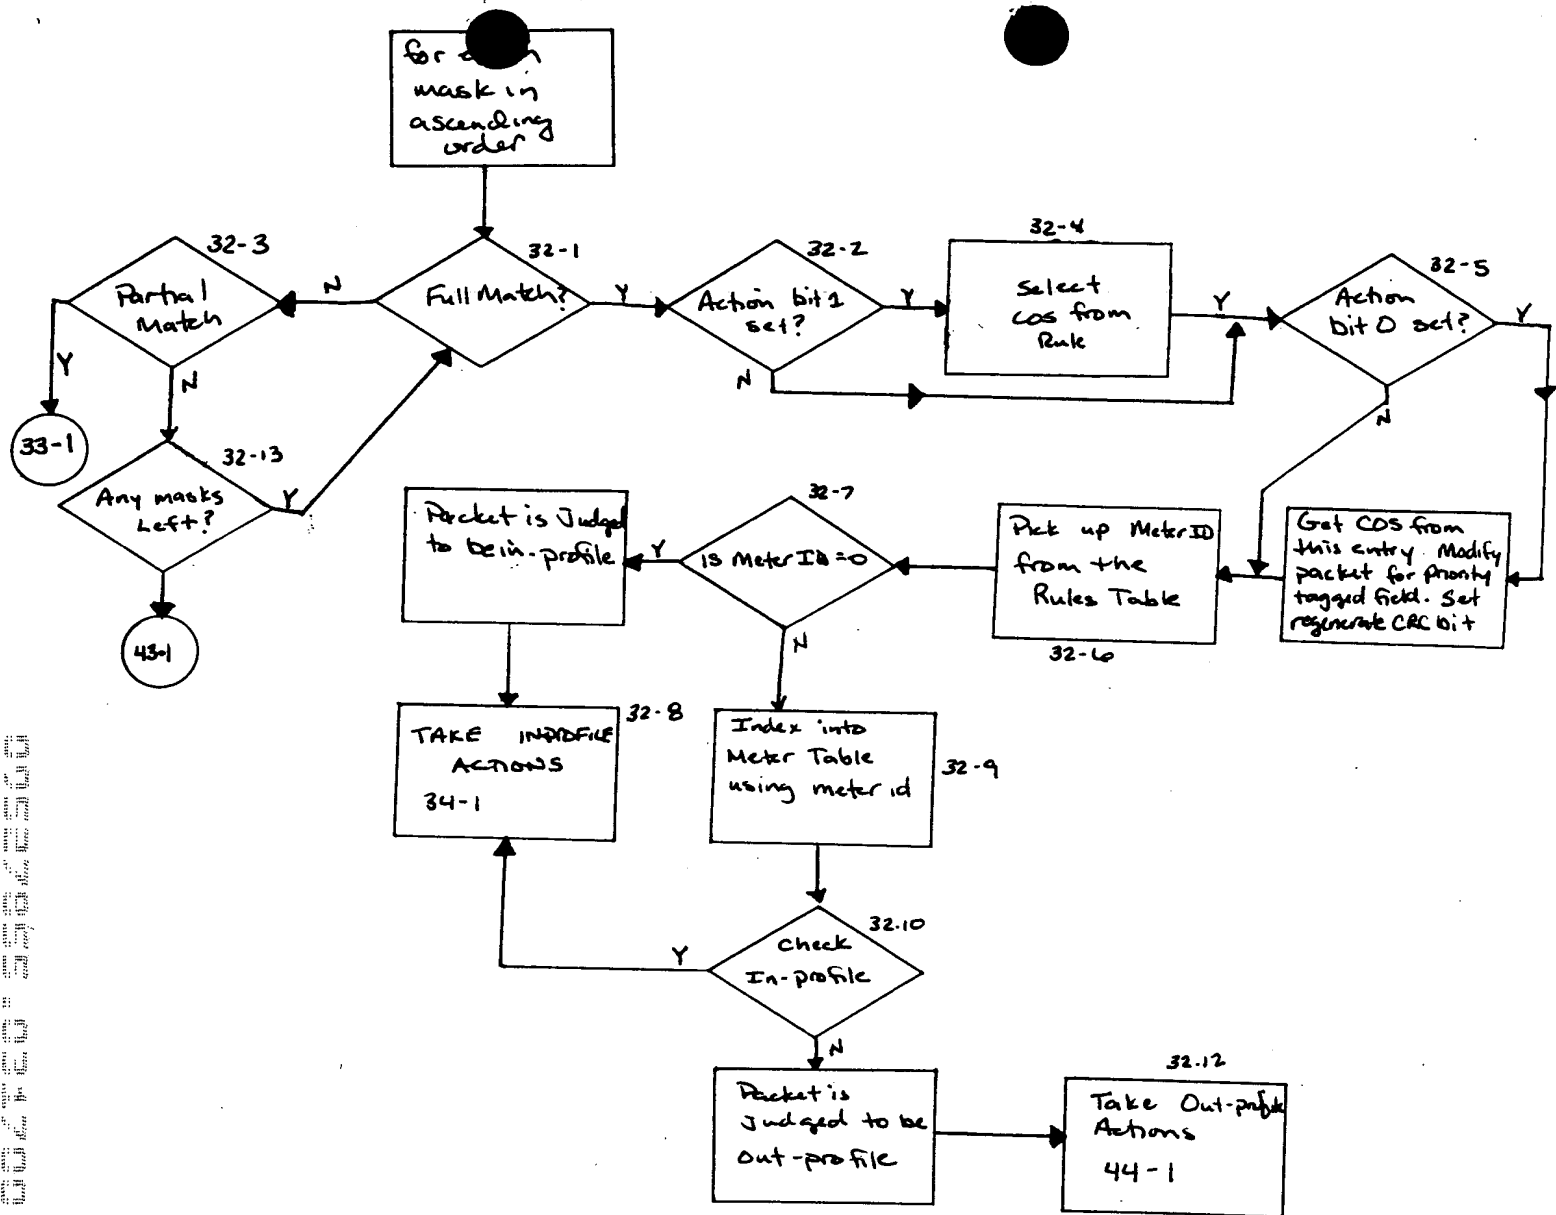 for
mask in
ascending
order
32-3
Partial
Match
N
Y
N
33-1
32-13
Any masks
Left?
Y
43-1
32-1
Full Match?
Y
32-2
Action bit 1
set?
Y
N
32-4
Select
COS from
Rule
Y
32-5
Action
bit 0 set?
Y
N
Get COS from
this entry. Modify
packet for priority
tagged field. Set
regenerate CRC bit
Pick up MeterID
from the
Rules Table
32-6
32-7
is Meter ID=0
Y
N
Packet is Judged
to be in-profile
32-8
TAKE INPROFILE
ACTIONS
34-1
Index into
Meter Table
using meter id
32-9
32.10
Check
In-profile
Y
N
Packet is
Judged to be
out-profile
32.12
Take Out-profile
Actions
44-1